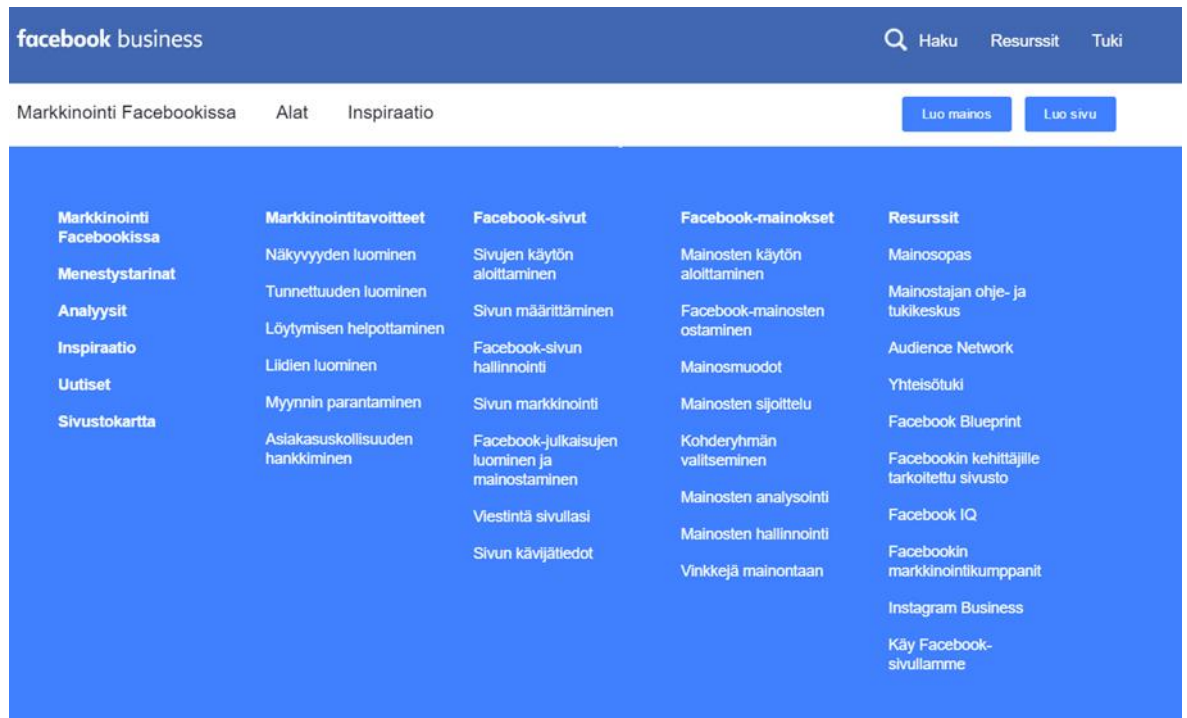 facebook business
Haku
Resurssit
Tuki
Markkinointi Facebookissa
Alat
Inspiraatio
Luo mainos
Luo sivu
Markkinointi
Facebookissa
Menestystarinat
Analyysit
Inspiraatio
Uutiset
Sivustokartta
Markkinointitavoitteet
Näkyvyyden luominen
Tunnettuuden luominen
Löytymisen helpottaminen
Liidien luominen
Myynnin parantaminen
Asiakasuskollisuuden
hankkiminen
Facebook-sivut
Sivujen käytön
aloittaminen
Sivun määrittäminen
Facebook-sivun
hallinnointi
Sivun markkinointi
Facebook-julkaisujen
luominen ja
mainostaminen
Viestintä sivullasi
Sivun kävijätiedot
Facebook-mainokset
Mainosten käytön
aloittaminen
Facebook-mainosten
ostaminen
Mainosmuodot
Mainosten sijoittelu
Kohderyhmän
valitseminen
Mainosten analysointi
Mainosten hallinnointi
Vinkkejä mainontaan
Resurssit
Mainosopas
Mainostajan ohje- ja
tukikeskus
Audience Network
Yhteisötuki
Facebook Blueprint
Facebookin kehittäjille
tarkoitettu sivusto
Facebook IQ
Facebookin
markkinointikumppanit
Instagram Business
Käy Facebook-
sivullamme